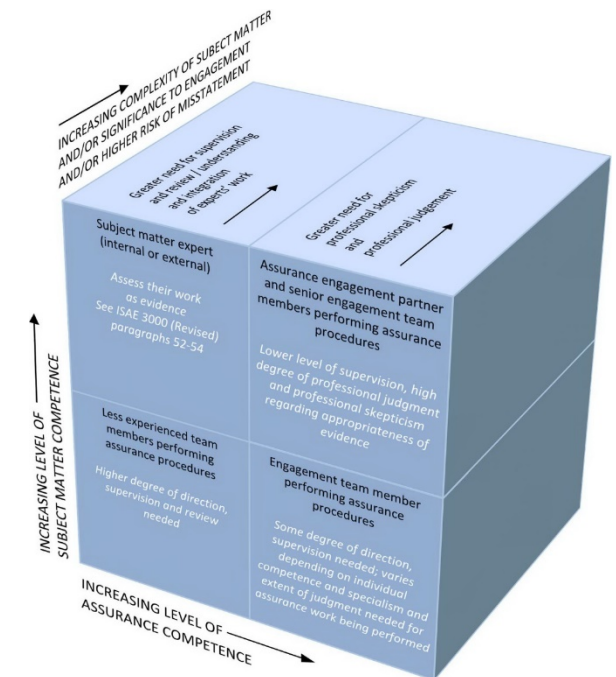 INCREASING COMPLEXITY OF SUBECT MATTER
AND/OR SIGNIFICANCE TO ENGAGEMENT
AND/OR HIGHER RISK OF MISSTATEMENT
Greater need for supervision
and review / understanding
and integration
of experts' work
Greater need for
professional skepticism
and
professional judgement
Subject matter expert
(internal or external)
Assess their work
as evidence
See ISAE 3000 (Revised)
paragraphs 52-54
Assurance engagement partner
and senior engagement team
members performing assurance
procedures
Lower level of supervision, high
degree of professional judgment
and professional skepticism
regarding appropriateness of
evidence
Less experienced team
members performing
assurance procedures
Higher degree of direction,
supervision and review
needed
Engagement team member
performing assurance
procedures
Some degree of direction,
supervision needed; varies
depending on individual
competence and specialism and
extent of judgment needed for
assurance work being performed
INCREASING LEVEL OF
SUBJECT MATTER COMPETENCE
INCREASING LEVEL OF
ASSURANCE COMPETENCE